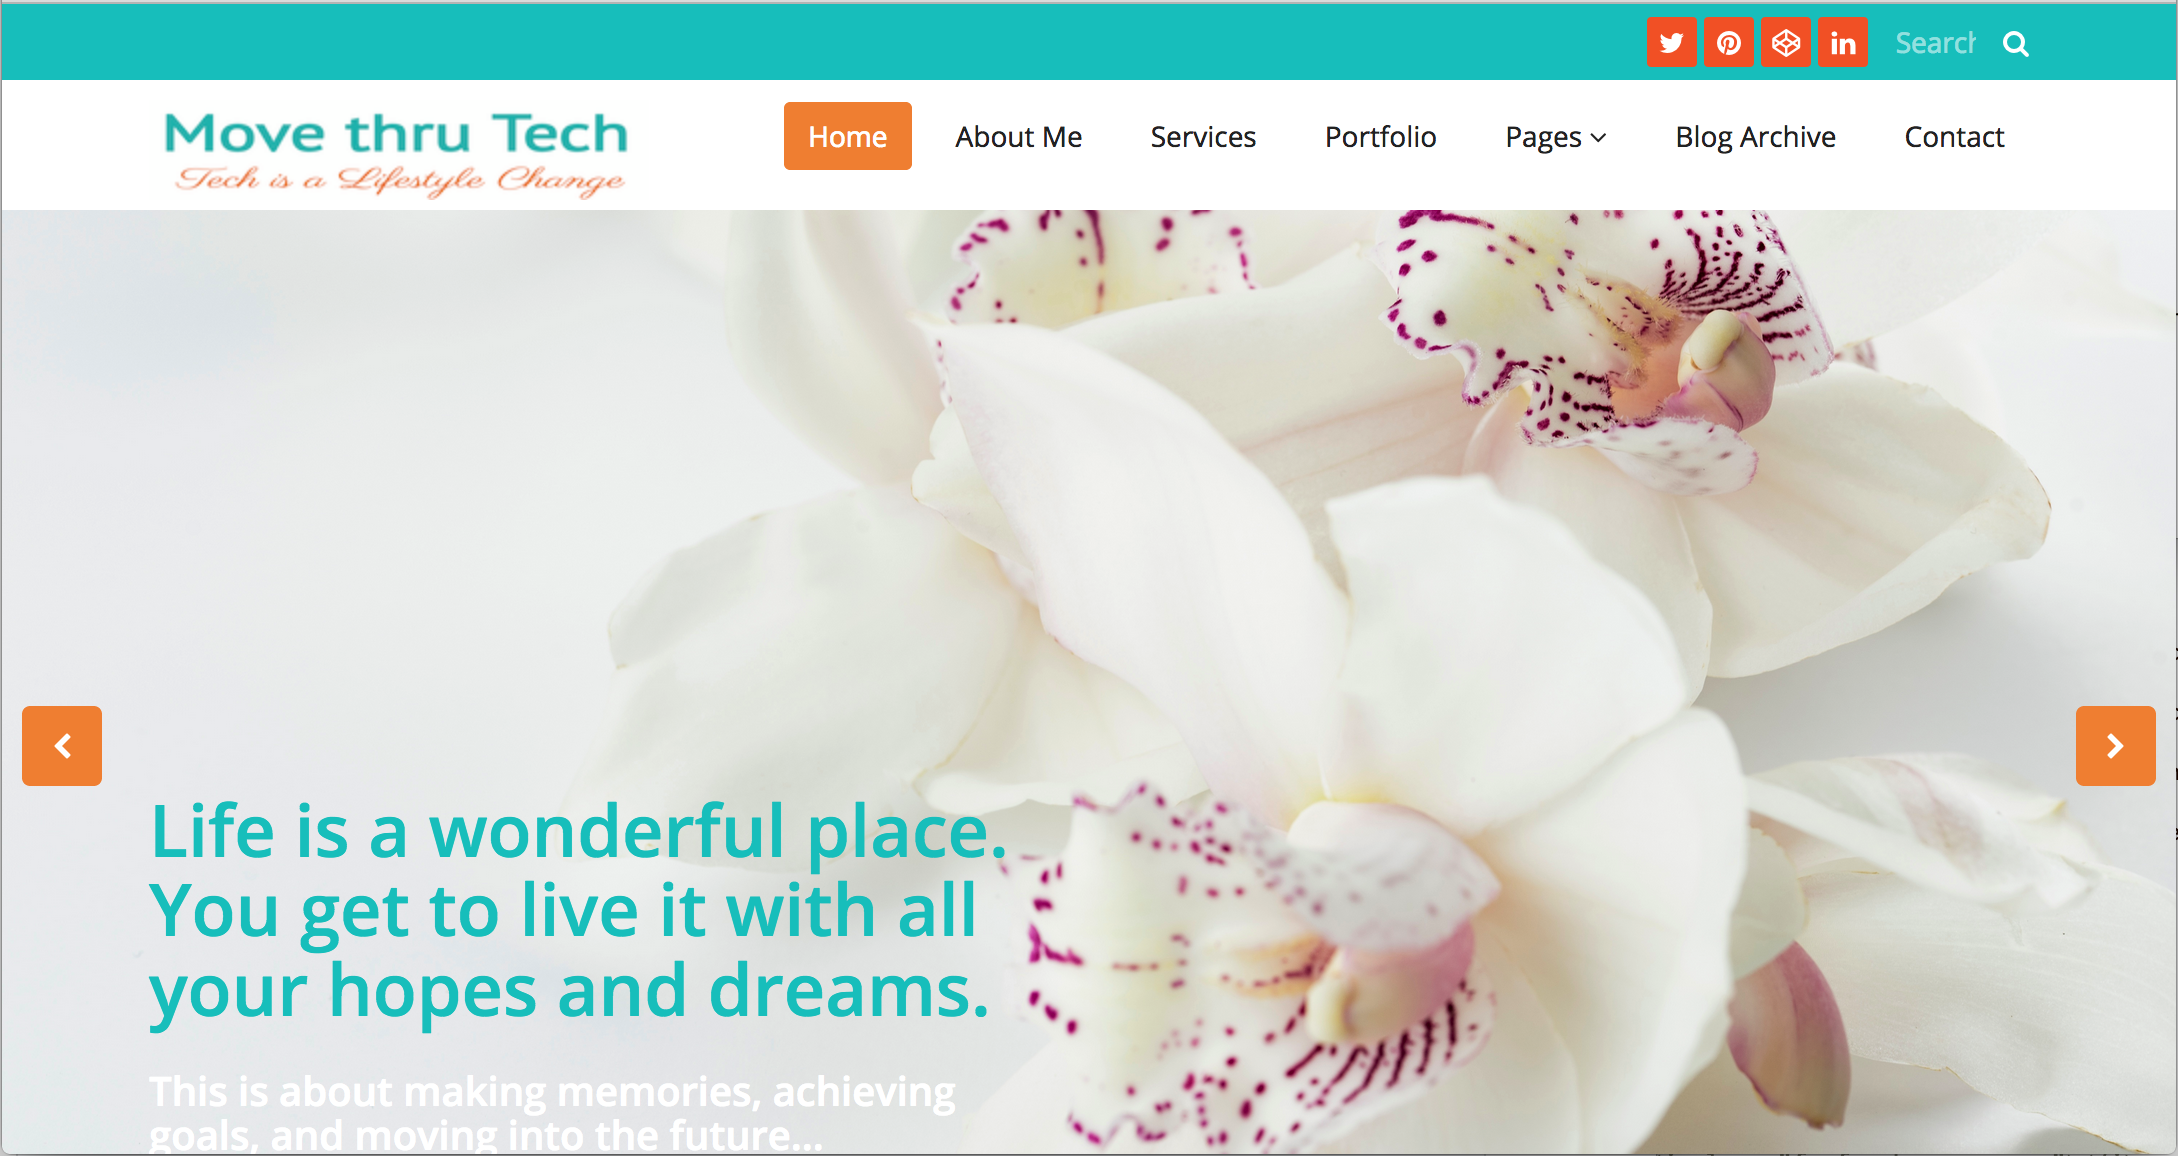 Search
Move thru Tech
Tech is a Lifestyle Change
Home About Me Services Portfolio Pages Blog Archive Contact
Life is a wonderful place.
You get to live it with all
your hopes and dreams.
This is about making memories, achieving
goals, and moving into the future...